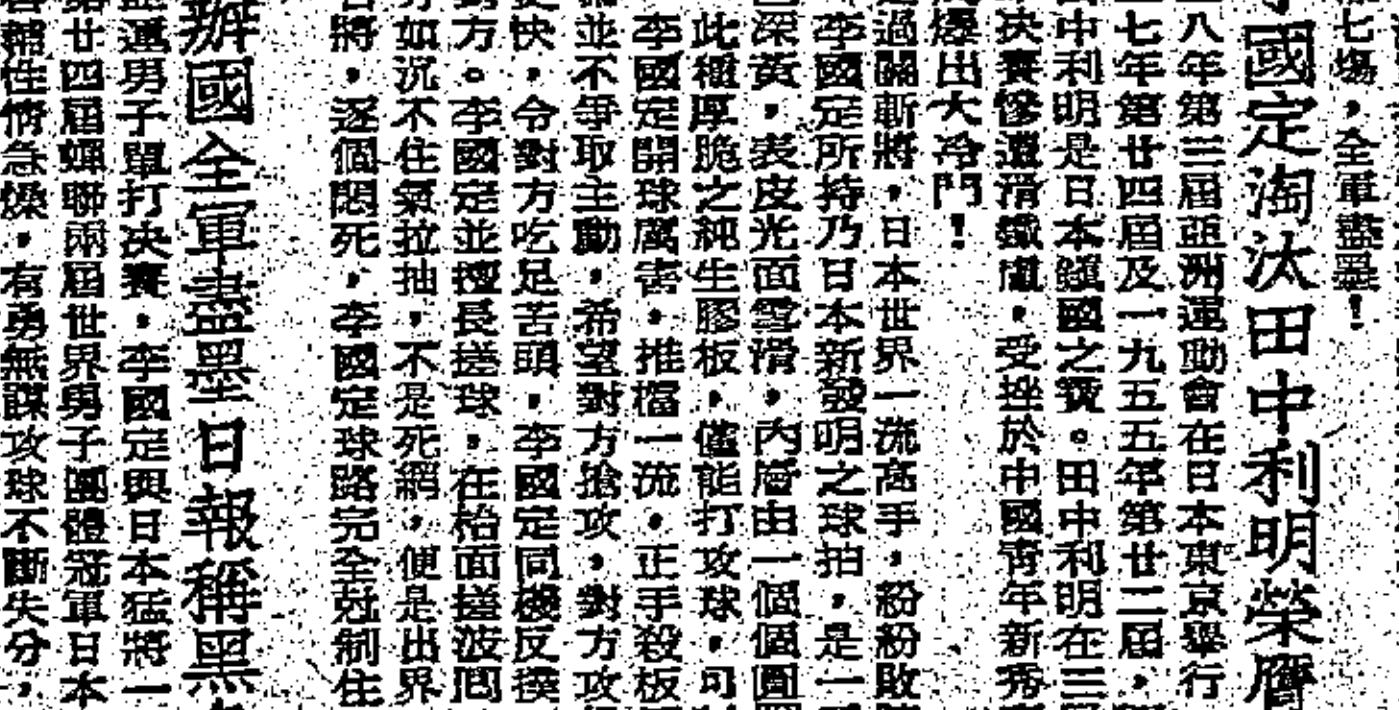 七場，全軍盡墨！
國定淘汰田中利明榮膺
八年第三屆亞洲運動會在日本東京舉行
七年第廿四屆及一九五五年第廿二屆，
中利明是日本鎮國之寶。田中利明在三
決賽慘遭滑鐵盧，受挫於中國青年新秀
爆出大冷門！
過關斬將，日本世界一流高手，紛紛敗
李國定所持乃日本新發明之球拍，是一
深黃，表皮光面雪滑，內層由一個個圓
此種厚脆之純生膠板，僅能打攻球，可
李國定開球厲害，推擋一流，正手殺板
並不爭取主動，希望對方搶攻，對方攻
快，令對方吃足苦頭，李國定同樣反撲
方。李國定並擅長搓球，在枱面搓波
如沉不住氣拉抽，不是死網，便是出界
將，逐個悶死，李國定球路完全尅制住
辦國全軍盡墨日報稱黑
亞運男子單打决賽，李國定與日本猛將一
廿四屆蟬聯兩屆世界男子團體冠軍日本
輔性情急燥，有勇無謀攻球不斷失分，